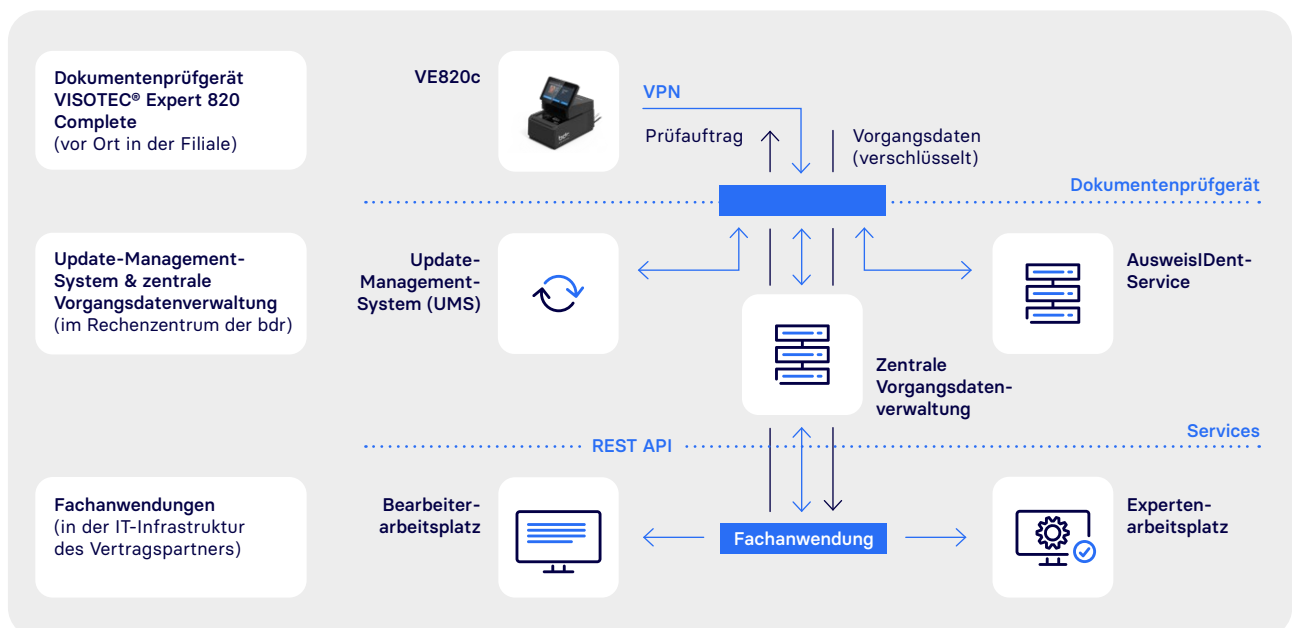 Dokumentenprüfgerät
VISOTEC® Expert 820
Complete
(vor Ort in der Filiale)
VE820c
VPN
Prüfauftrag
Vorgangsdaten
(verschlüsselt)
Dokumentenprüfgerät
Update-Management-
System & zentrale
Vorgangsdatenverwaltung
(im Rechenzentrum der bdr)
Update-
Management-
System (UMS)
AusweisIDent-
Service
Zentrale
Vorgangsdaten-
verwaltung
REST API
Services
Fachanwendungen
(in der IT-Infrastruktur
des Vertragspartners)
Bearbeiter-
arbeitsplatz
Fachanwendung
Experten-
arbeitsplatz